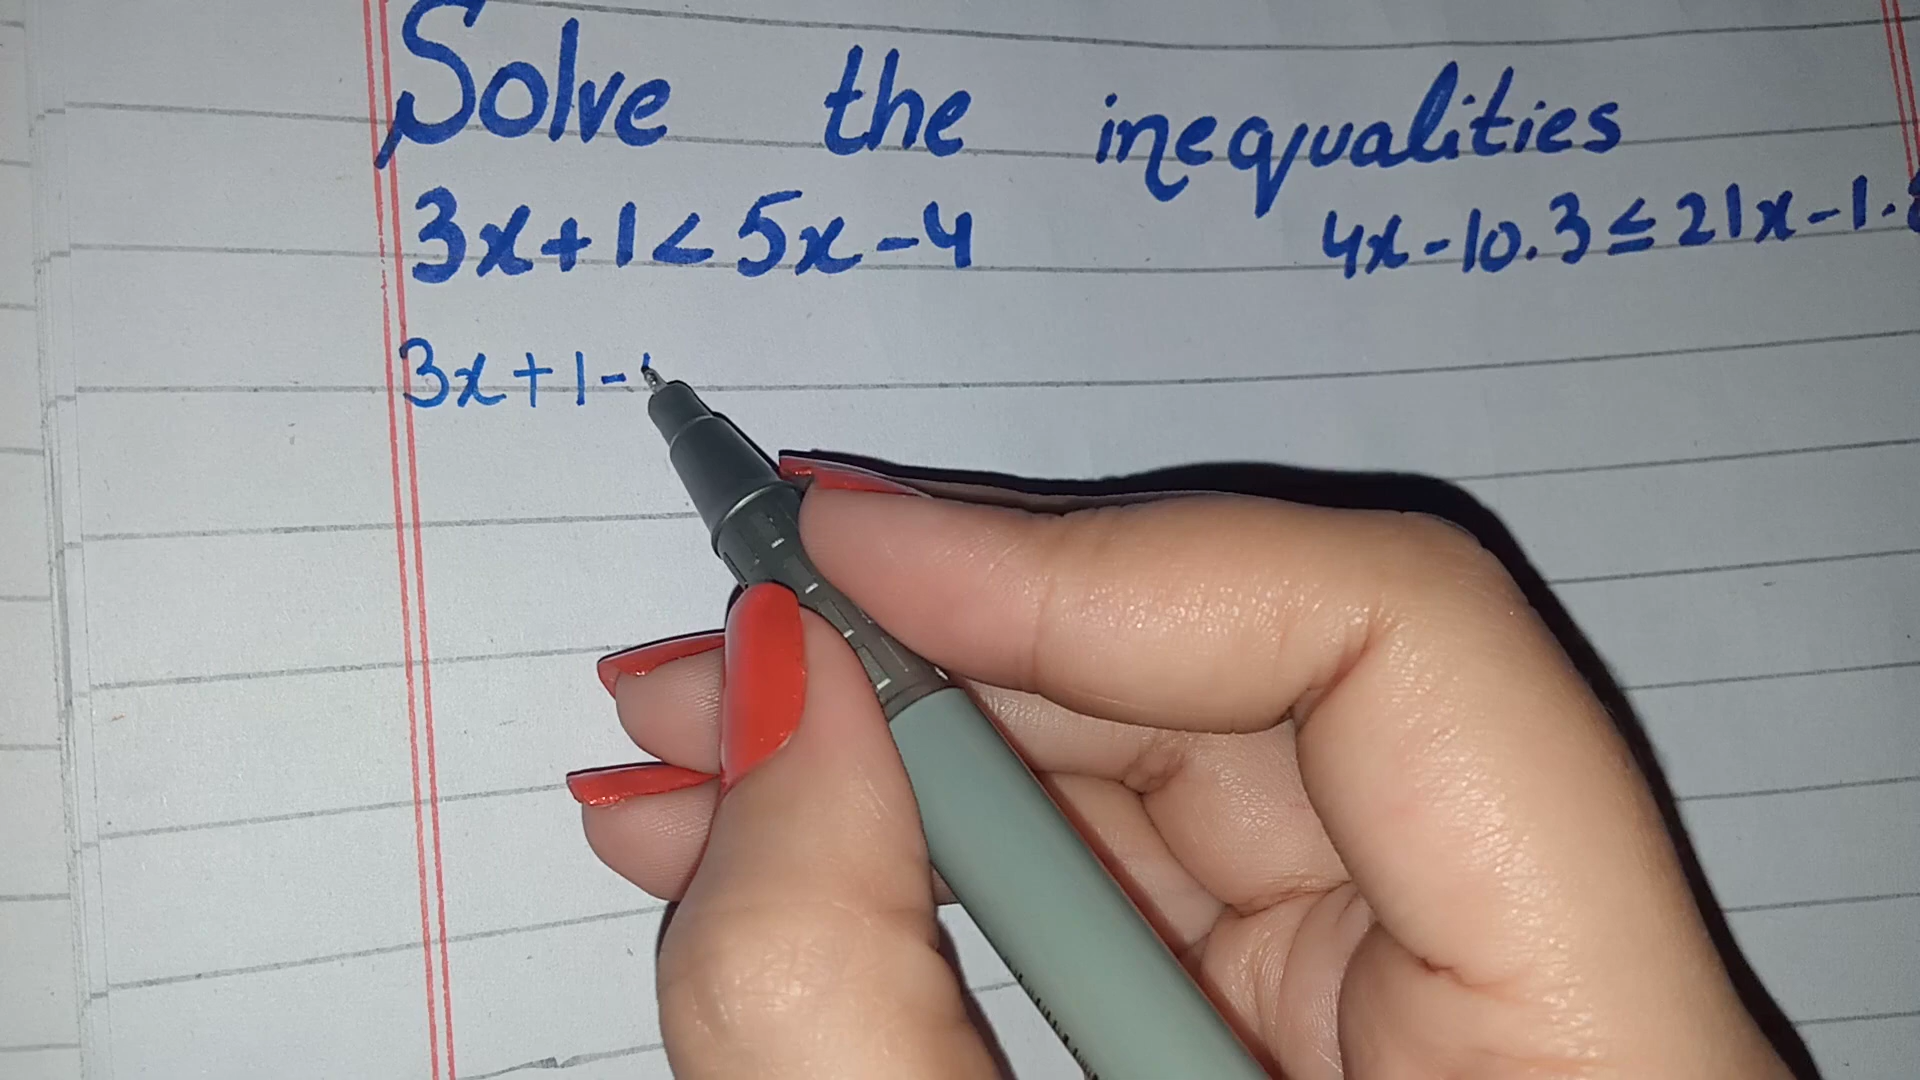 Solve the inequalities
3x+1<5x-4 4x-10.3≤21x-1.
3x+1-